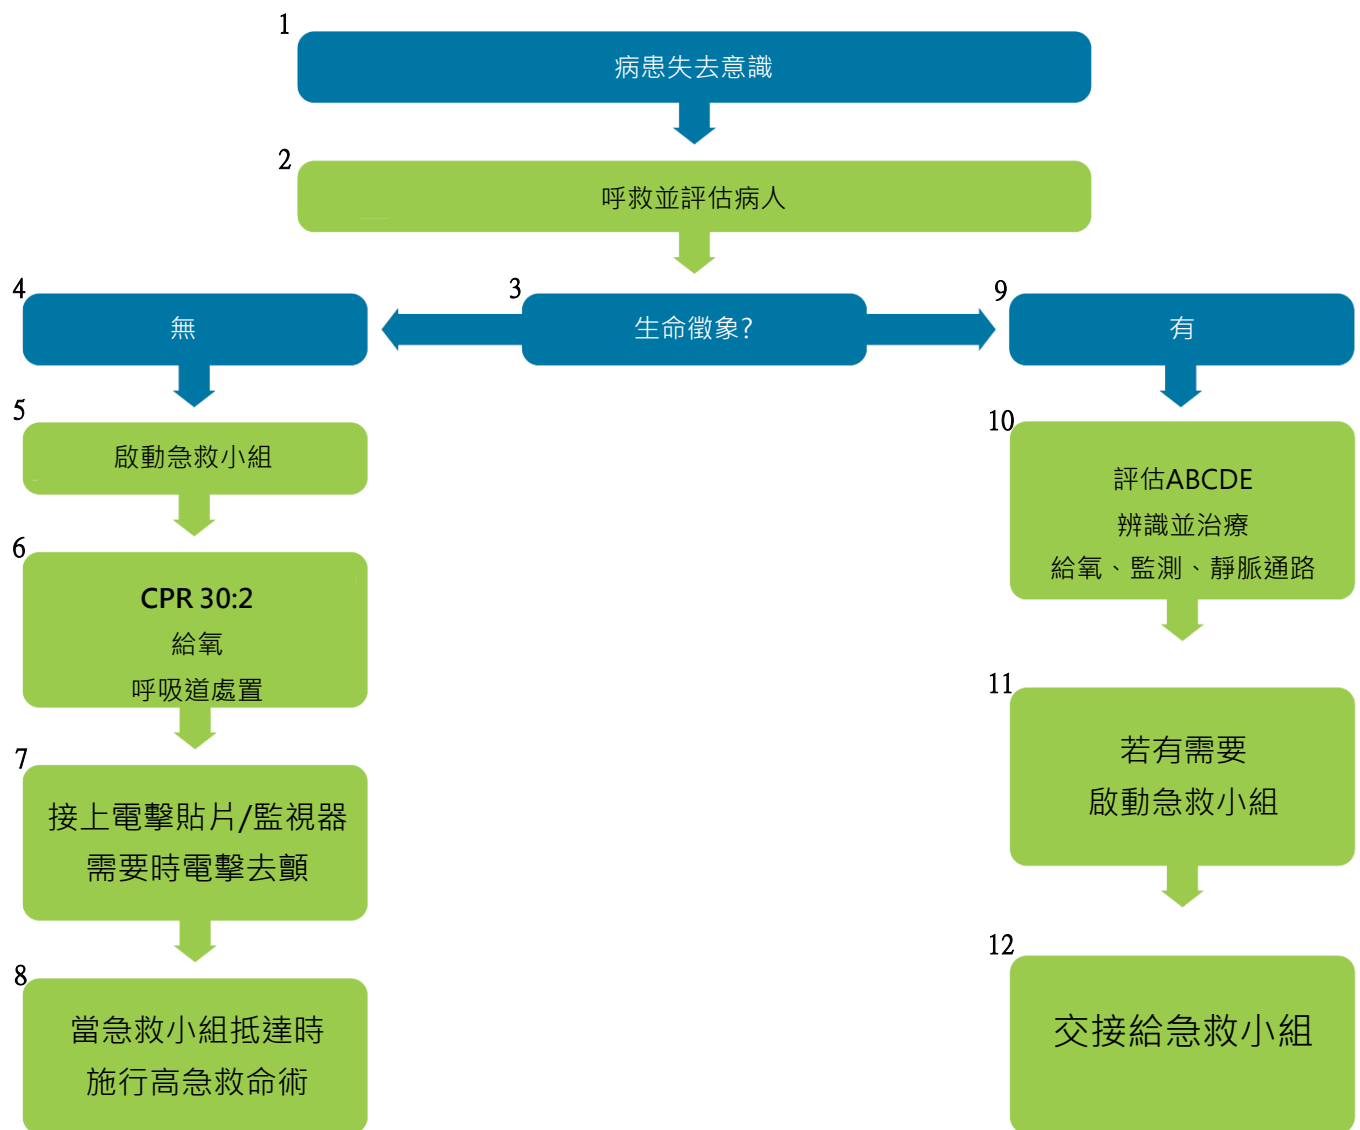 1
病患失去意識
2
呼救並評估病人
3
生命徵象?
4
無
5
啟動急救小組
6
CPR 30:2
給氧
呼吸道處置
7
接上電擊貼片/監視器
需要時電擊去顫
8
當急救小組抵達時
施行高急救命術
9
有
10
評估ABCDE
辨識並治療
給氧、監測、靜脈通路
11
若有需要
啟動急救小組
12
交接給急救小組